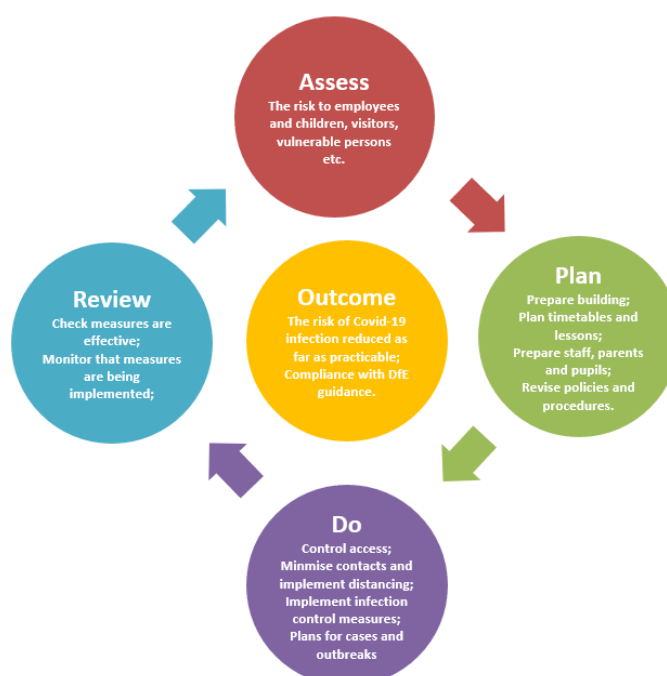 Assess
The risk to employees
and children, visitors,
vulnerable persons
etc.
Plan
Prepare building;
Plan timetables and
lessons;
Prepare staff, parents
and pupils;
Revise policies and
procedures.
Review
Check measures are
effective;
Monitor that measures
are being
implemented;
Outcome
The risk of Covid-19
infection reduced as
far as practicable;
Compliance with DfE
guidance.
Do
Control access;
Minmise contacts and
implement distancing;
Implement infection
control measures;
Plans for cases and
outbreaks